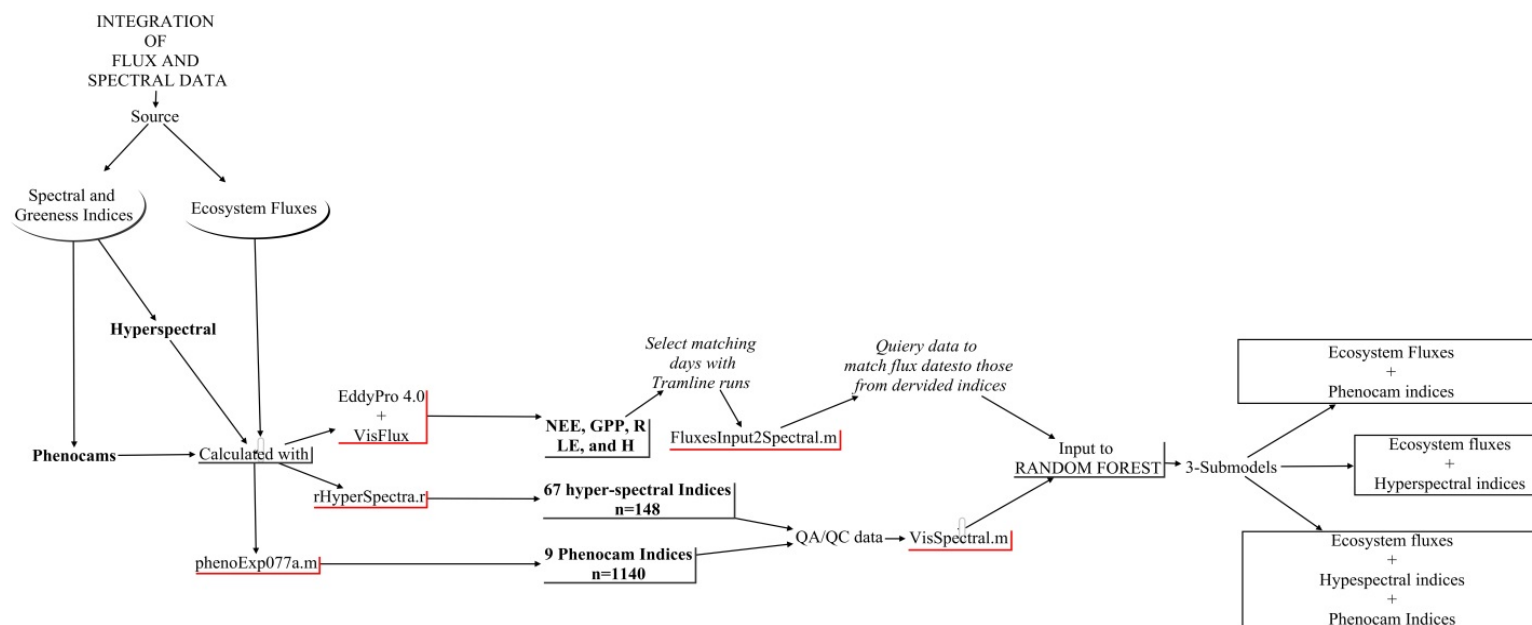 INTEGRATION
OF
FLUX AND
SPECTRAL DATA
Source
Spectral and
Greeness Indices
Ecosystem Fluxes
Hyperspectral
Phenocams
Calculated with
EddyPro 4.0
+
VisFlux
rHyperSpectra.r
phenoExp077a.m
NEE, GPP, R
LE, and H
67 hyper-spectral Indices
n=148
9 Phenocam Indices
n=1140
Select matching
days with
Tramline runs
FluxesInput2Spectral.m
Quiery data to
match flux datesto those
from dervided indices
QA/QC data
VisSpectral.m
Input to
RANDOM FOREST
3-Submodels
Ecosystem Fluxes
+
Phenocam indices
Ecosystem fluxes
+
Hyperspectral indices
Ecosystem fluxes
+
Hypespectral indices
+
Phenocam Indices